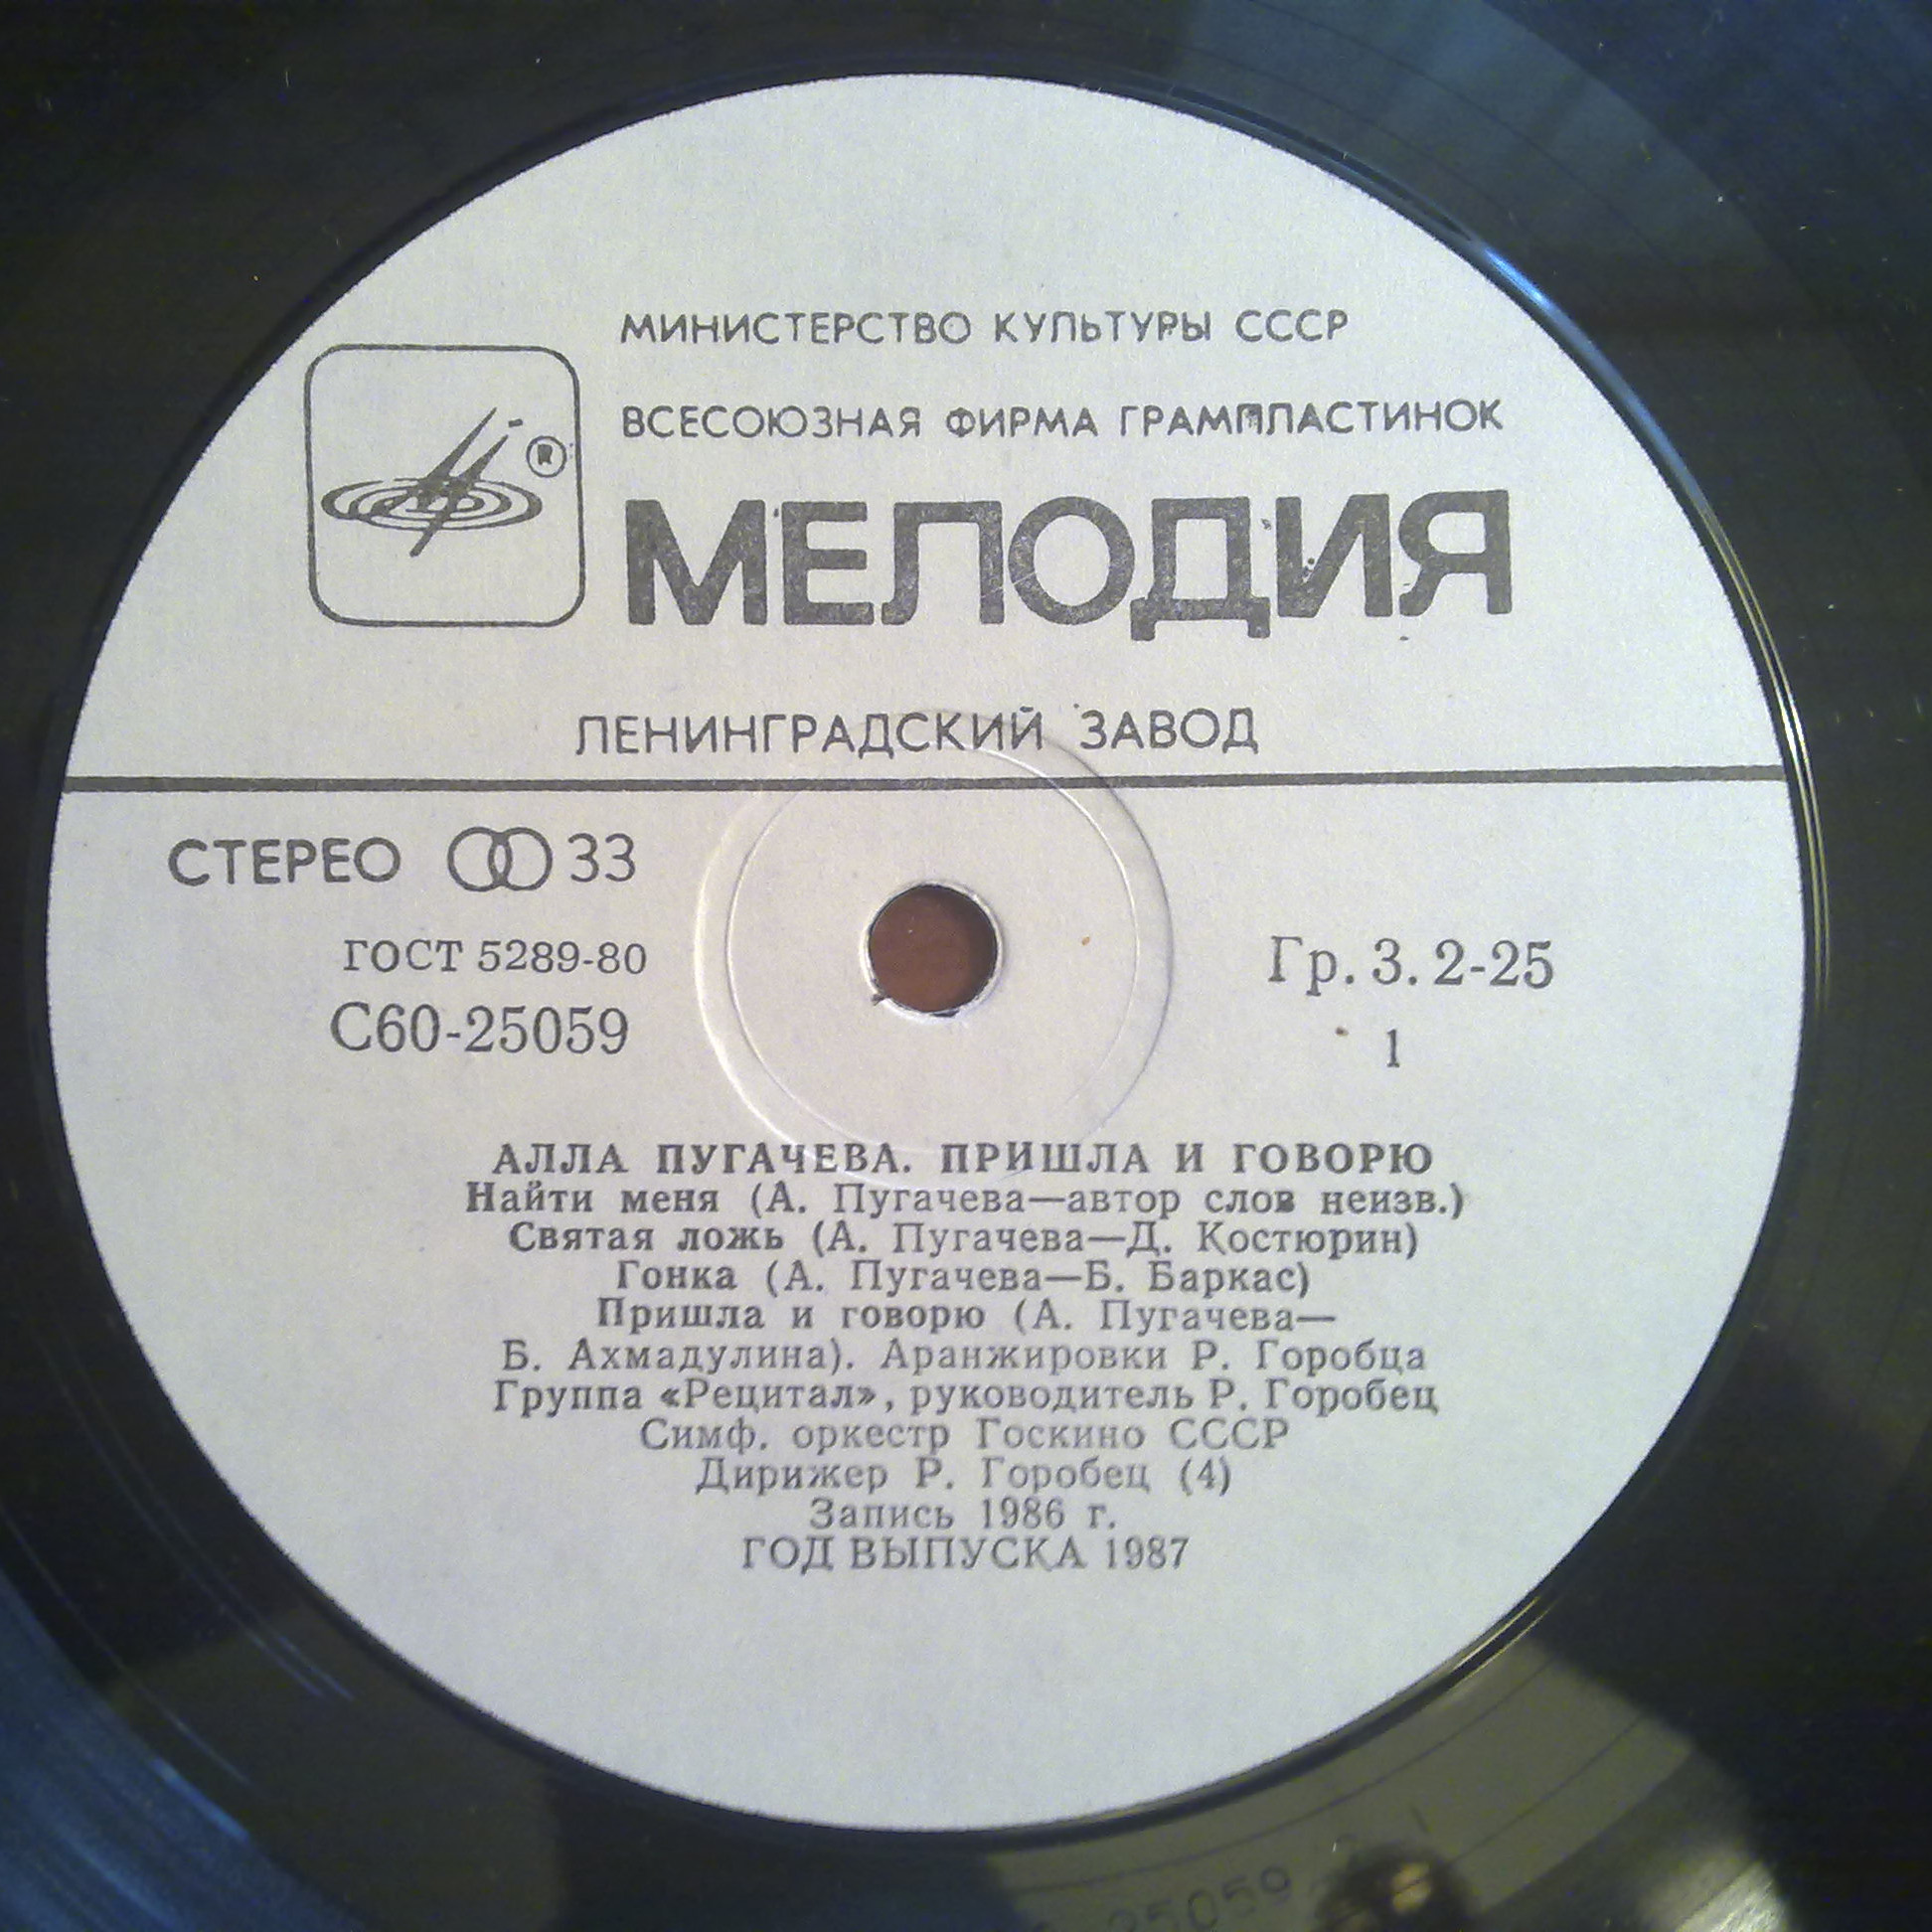 МИНИСТЕРСТВО КУЛЬТУРЫ СССР
ВСЕСОЮЗНАЯ ФИРМА ГРАМПЛАСТИНОК
®
МЕЛОДИЯ
ЛЕНИНГРАДСКИЙ ЗАВОД
СТЕРЕО 33
ГОСТ 5289-80
С60-25059
Гр. 3. 2-25
1
АЛЛА ПУГАЧЕВА. ПРИШЛА И ГОВОРЮ
Найти меня (А. Пугачева—автор слов неизв.)
Святая ложь (А. Пугачева—Д. Костюрин)
Гонка (А. Пугачева—Б. Баркас)
Пришла и говорю (А. Пугачева—
Б. Ахмадулина). Аранжировки Р. Горобца
Группа «Рецитал», руководитель Р. Горобец
Симф. оркестр Госкино СССР
Дирижер Р. Горобец (4)
Запись 1986 г.
ГОД ВЫПУСКА 1987
25059